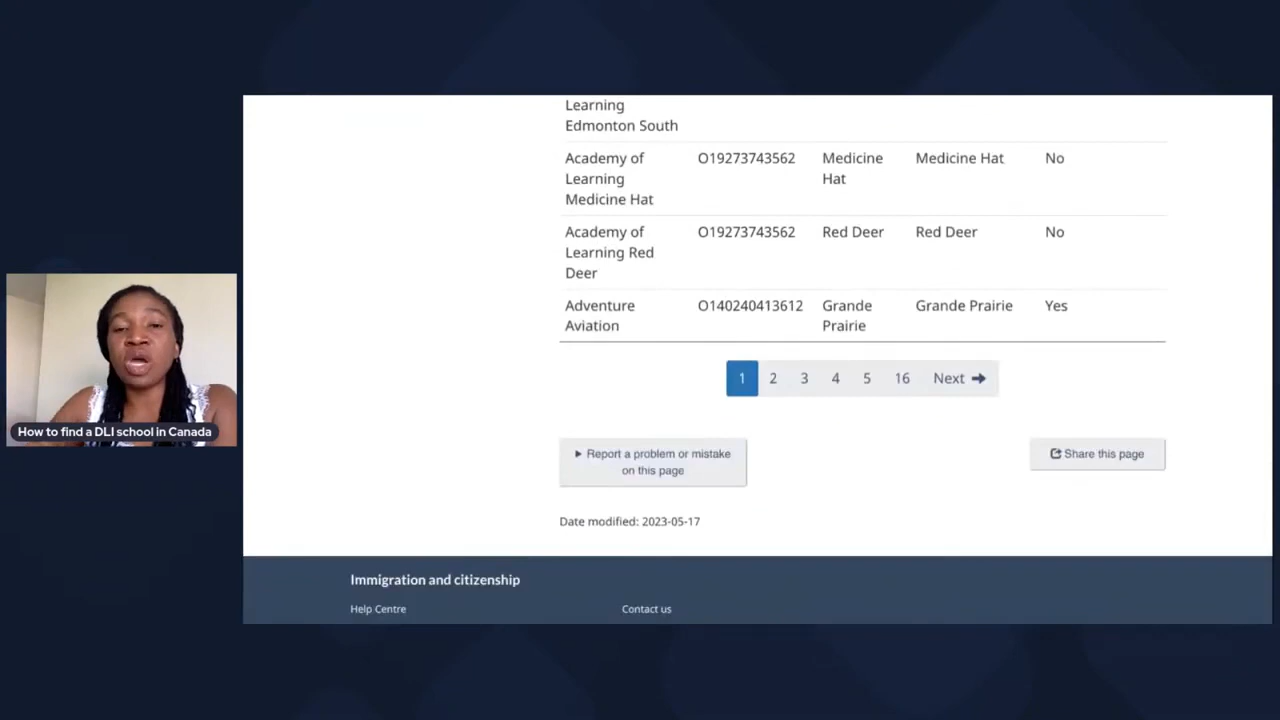 Learning
Edmonton South
Academy of
Learning
Medicine Hat
O19273743562
Medicine
Hat
Medicine Hat
No
Academy of
Learning Red
Deer
O19273743562
Red Deer
Red Deer
No
Adventure
Aviation
O140240413612
Grande
Prairie
Grande Prairie
Yes
1 2 3 4 5 16 Next
Report a problem or mistake
on this page
Share this page
Date modified: 2023-05-17
How to find a DLI school in Canada
Immigration and citizenship
Help Centre
Contact us